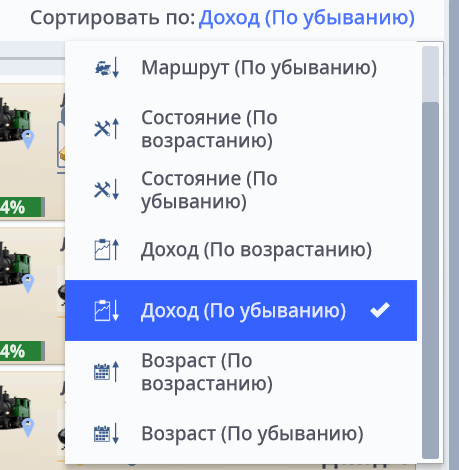 Сортировать по: Доход (По убыванию)
Маршрут (По убыванию)
Состояние (По
возрастанию)
Состояние (По
убыванию)
4%
Доход (По возрастанию)
Доход (По убыванию)
4%
Возраст (По
возрастанию)
Возраст (По убыванию)